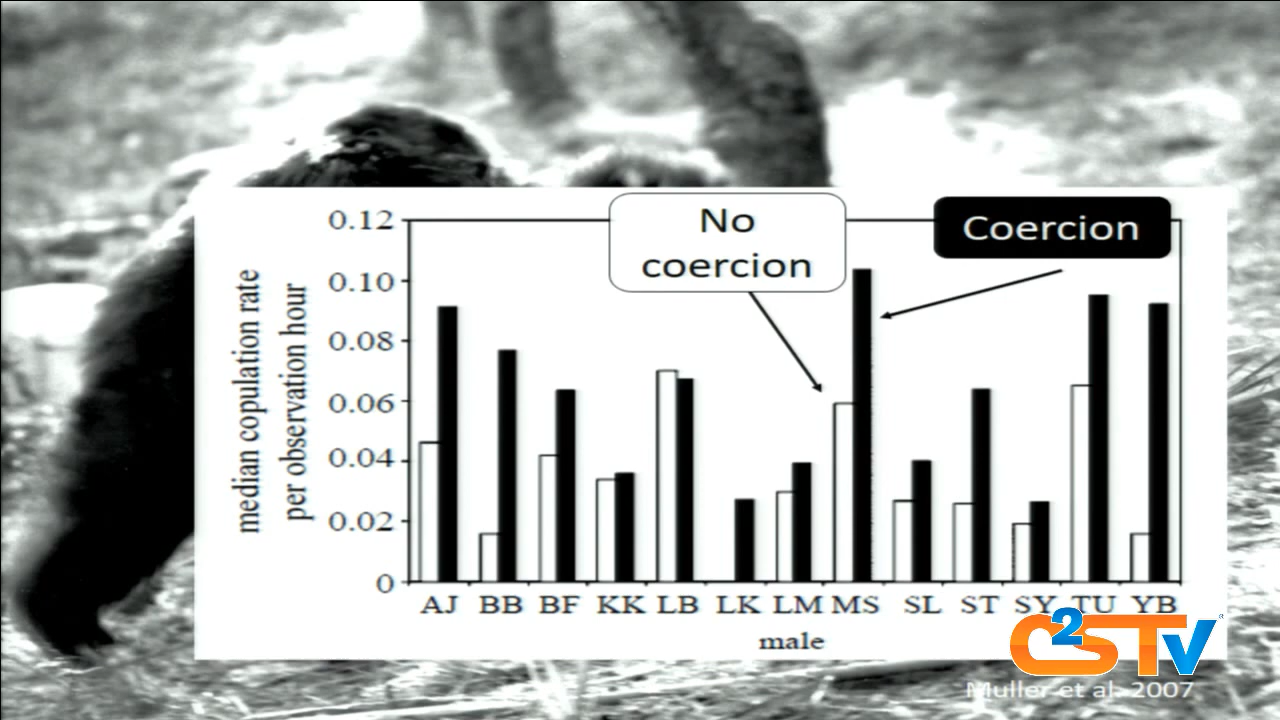 No
coercion
Coercion
0.12
0.10
0.08
0.06
0.04
0.02
0
median copulation rate
per observation hour
AJ BB BF KK LB LK LM MS SL ST SY TU YB
male
C2STV
Muller et al. 2007